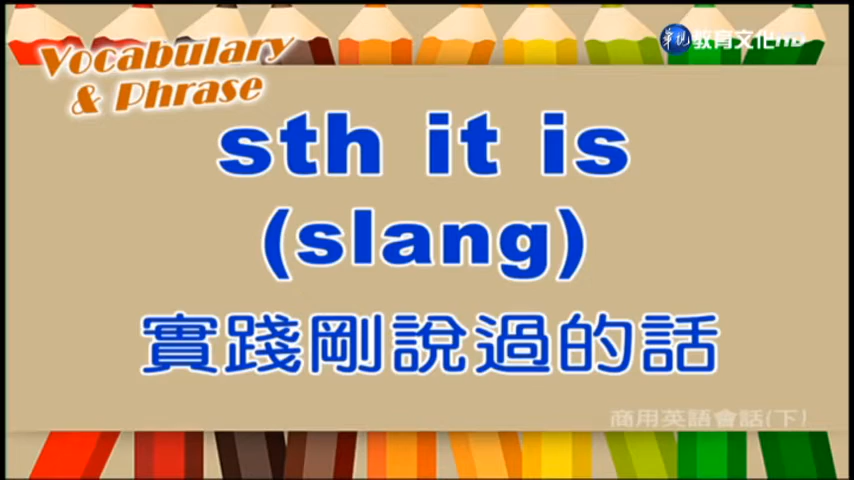 Vocabulary
& Phrase
華視 教育文化HD
sth it is
(slang)
實踐剛說過的話
商用英語會話(下)